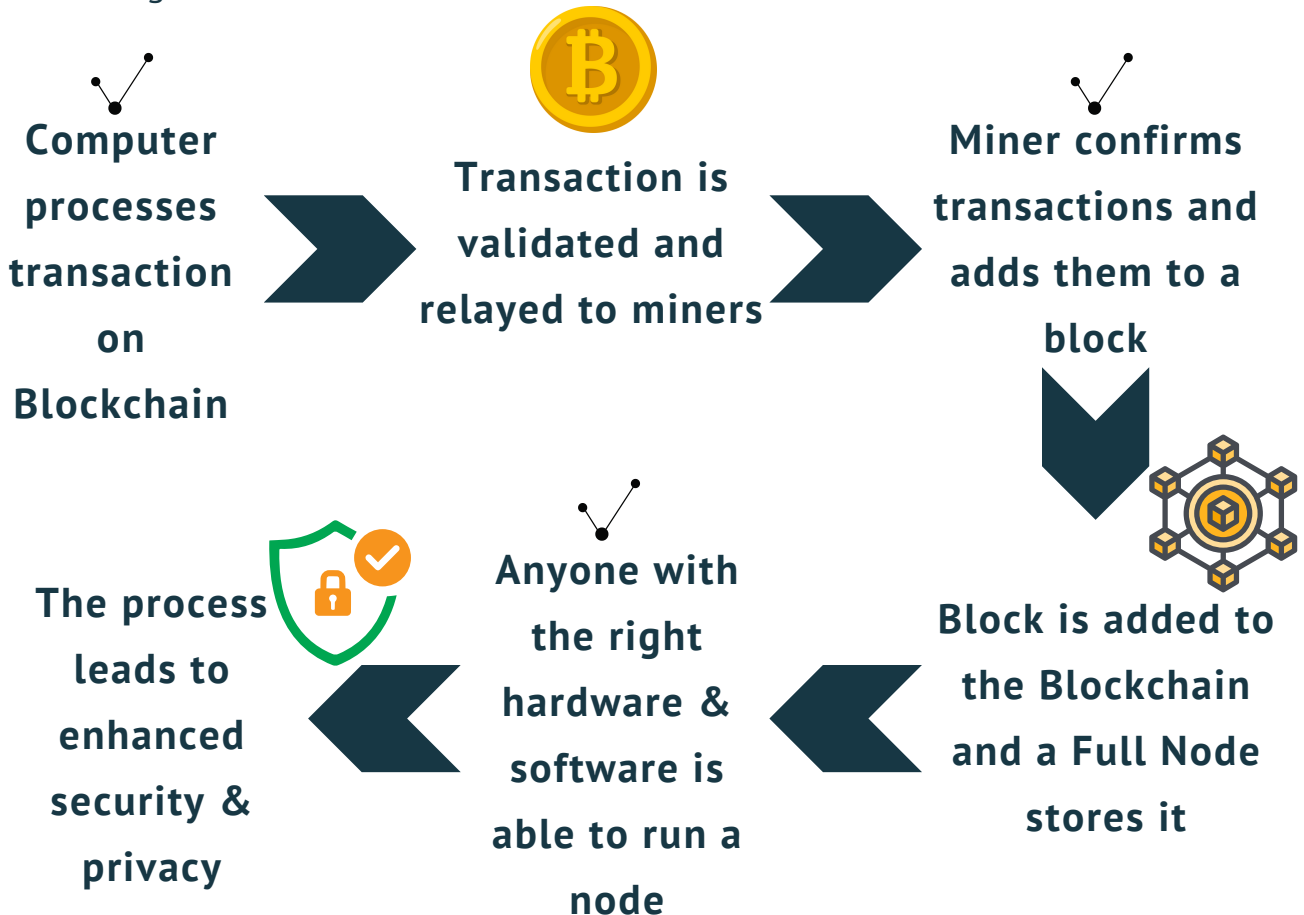 Computer
processes
transaction
on
Blockchain
Transaction is
validated and
relayed to miners
Miner confirms
transactions and
adds them to a
block
Block is added to
the Blockchain
and a Full Node
stores it
Anyone with
the right
hardware &
software is
able to run a
node
The process
leads to
enhanced
security &
privacy